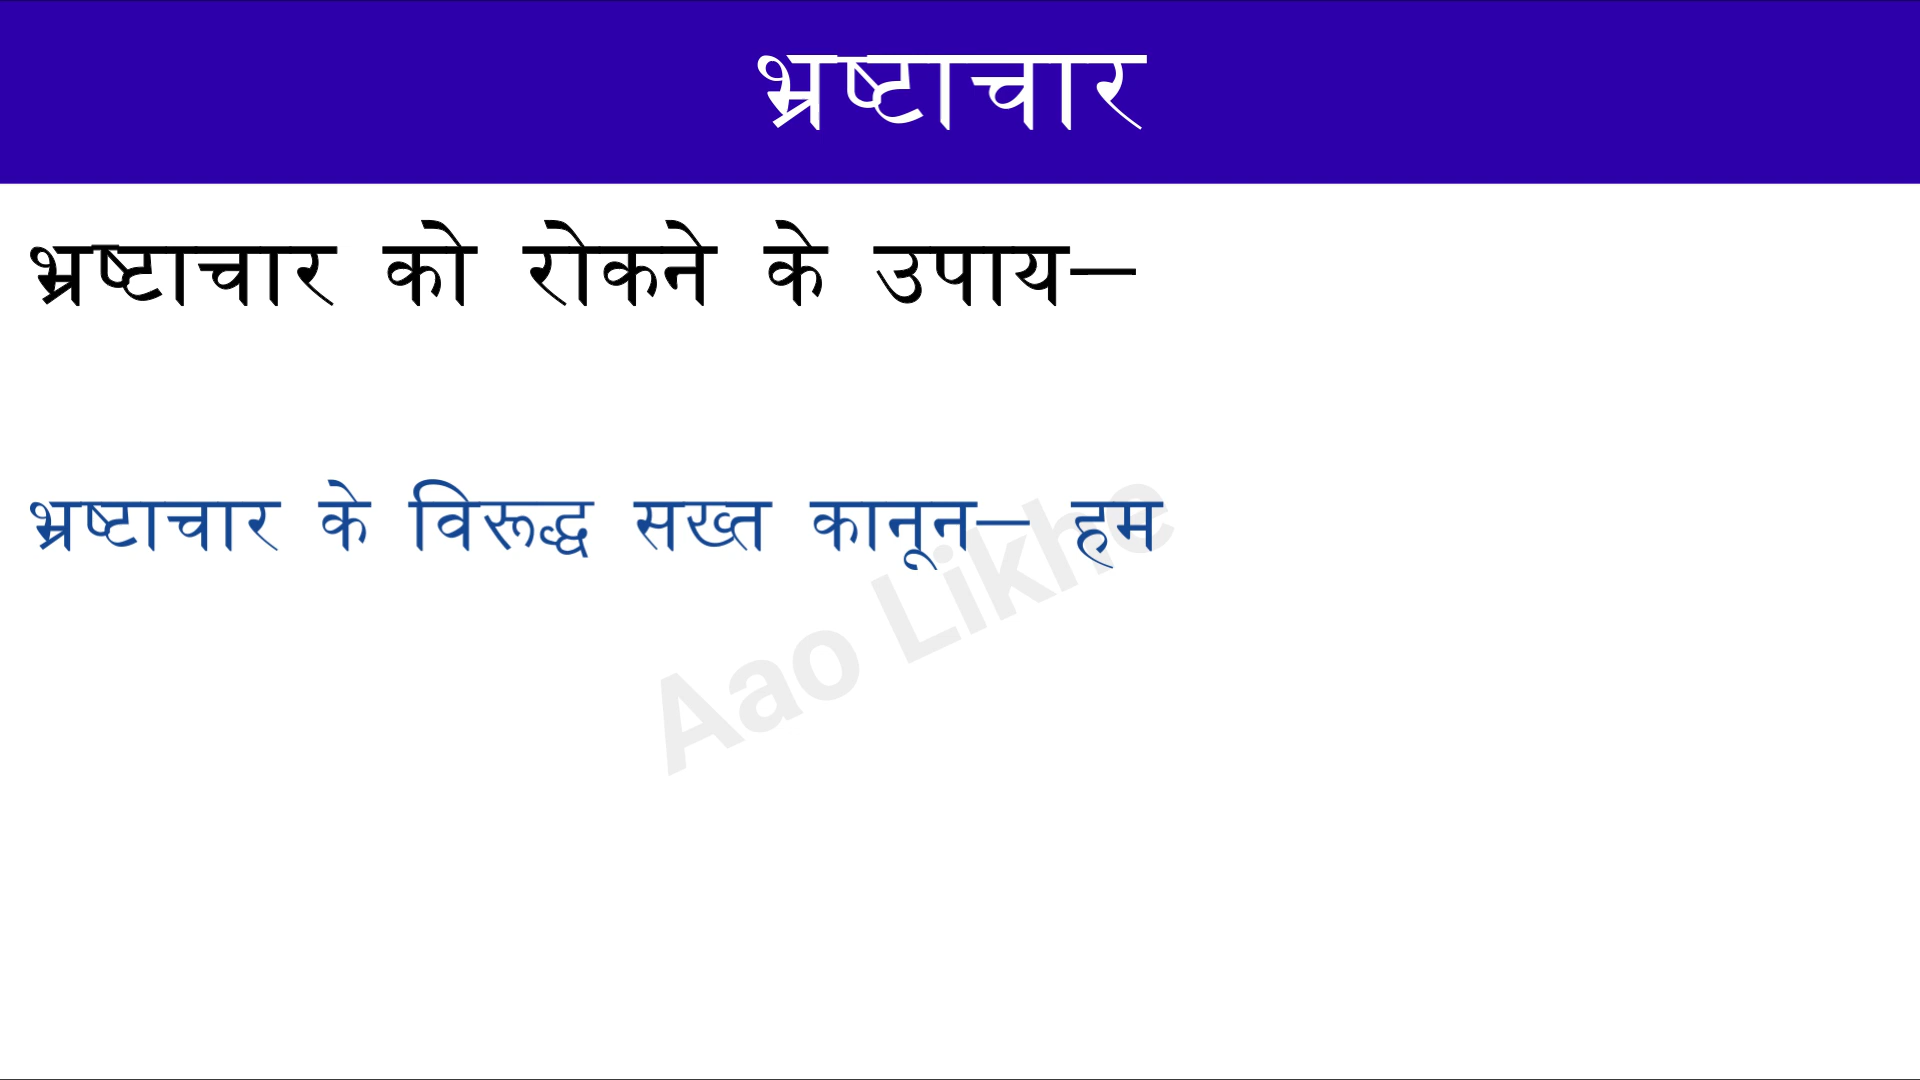 भ्रष्टाचार
भ्रष्टाचार को रोकने के उपाय–
भ्रष्टाचार के विरूद्ध सख्त कानून– हम
Aao Likhe